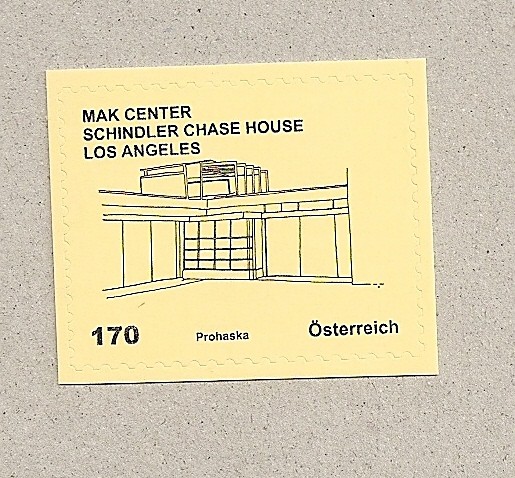 MAK CENTER
SCHINDLER CHASE HOUSE
LOS ANGELES
170 Prohaska Österreich